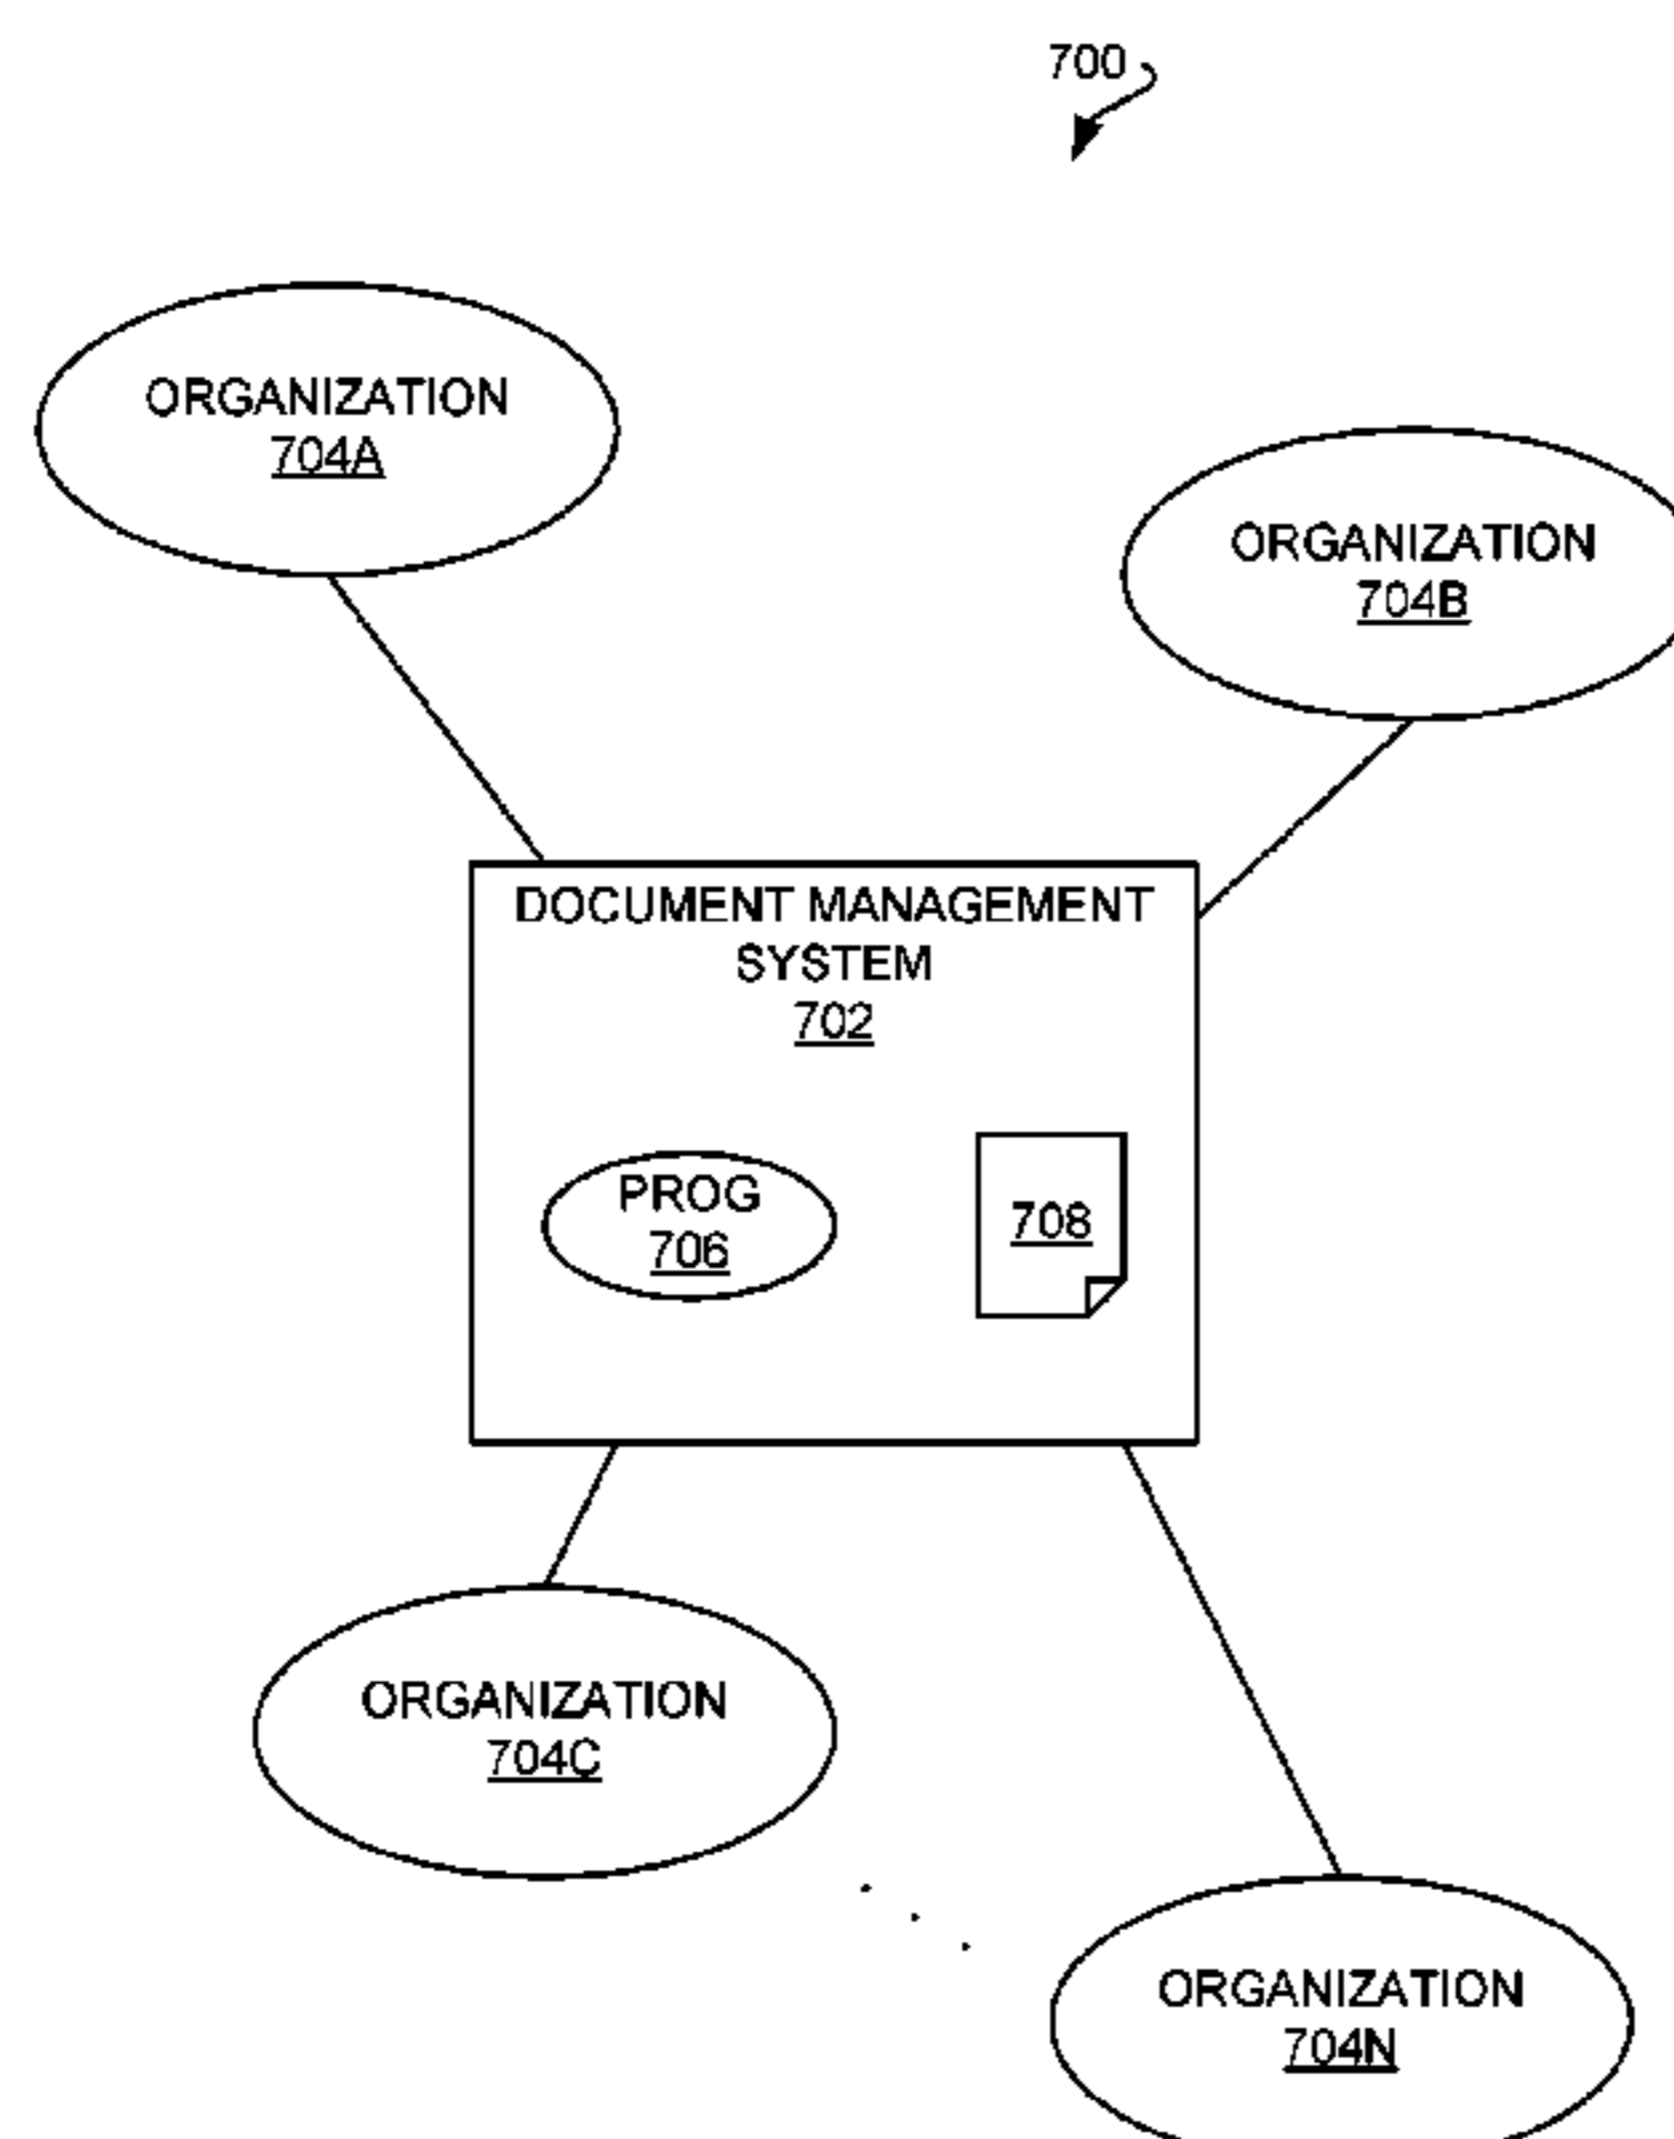 700
ORGANIZATION
704A
ORGANIZATION
704B
DOCUMENT MANAGEMENT
SYSTEM
702
PROG
706
708
ORGANIZATION
704C
ORGANIZATION
704N